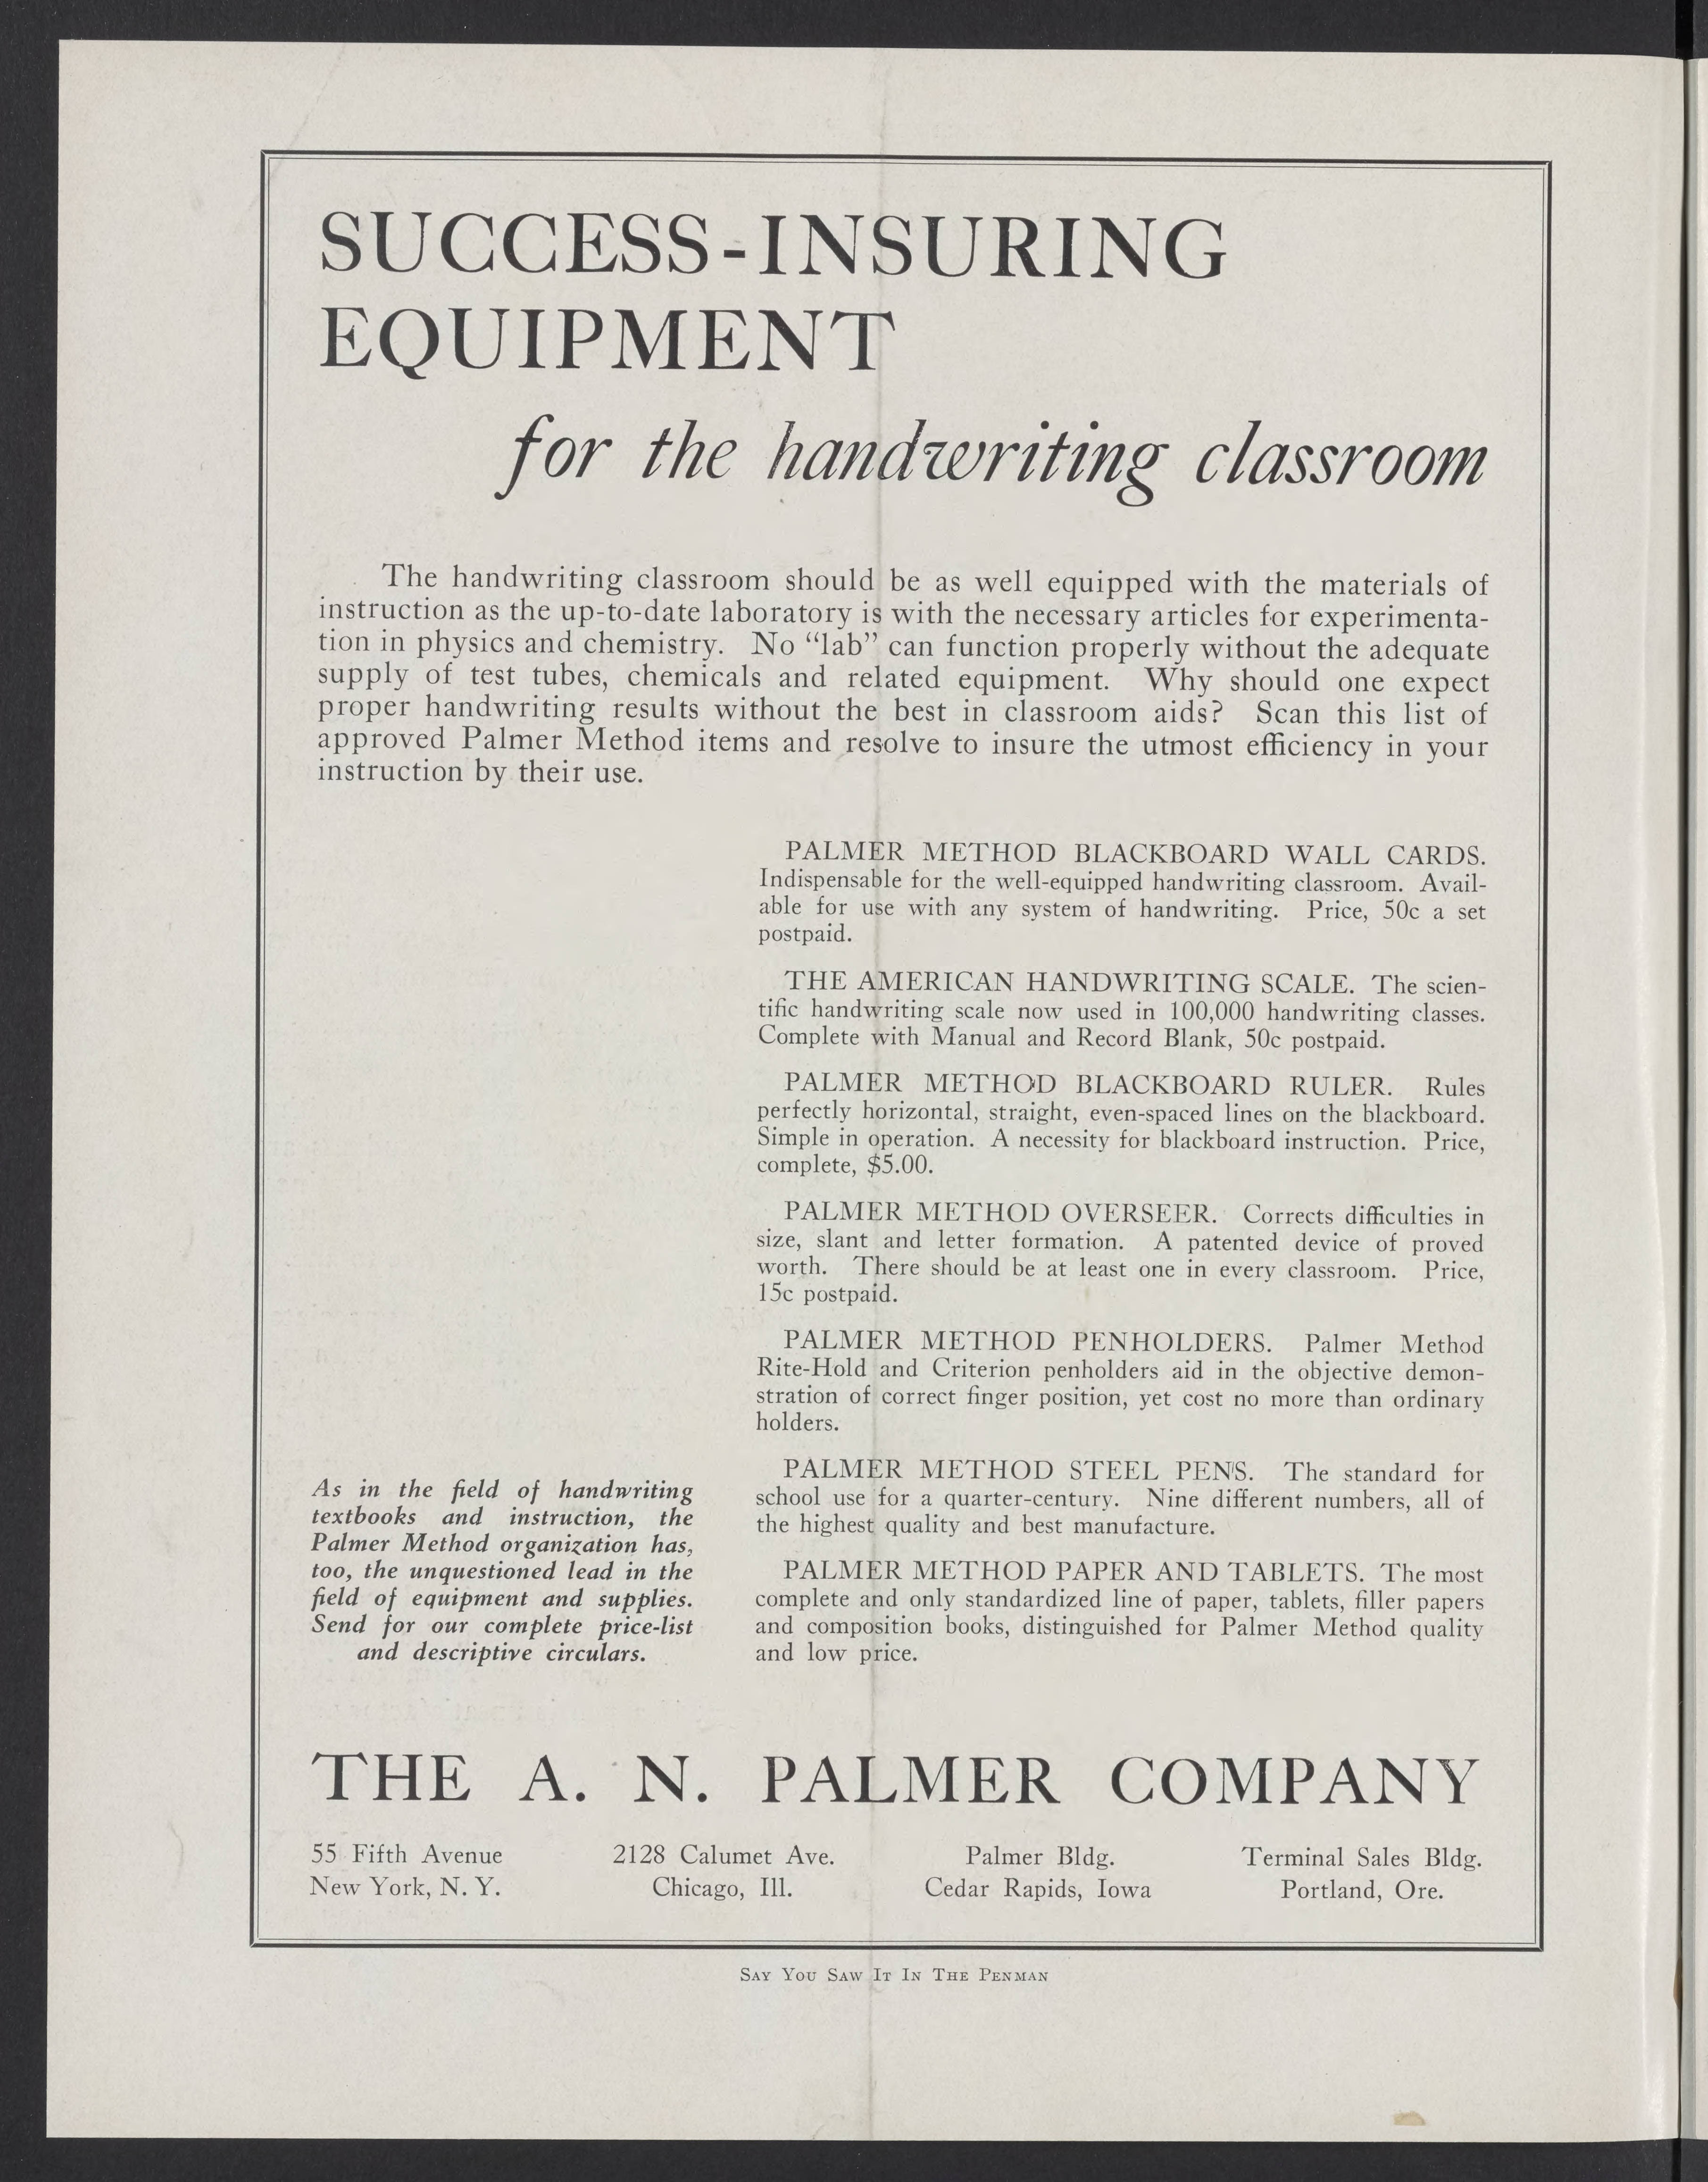 SUCCESS-INSURING
EQUIPMENT
for the handwriting classroom
The handwriting classroom should be as well equipped with the materials of
instruction as the up-to-date laboratory is with the necessary articles for experimenta-
tion in physics and chemistry. No “lab” can function properly without the adequate
supply of test tubes, chemicals and related equipment. Why should one expect
proper handwriting results without the best in classroom aids? Scan this list of
approved Palmer Method items and resolve to insure the utmost efficiency in your
instruction by their use.
PALMER METHOD BLACKBOARD WALL CARDS.
Indispensable for the well-equipped handwriting classroom. Avail-
able for use with any system of handwriting. Price, 50c a set
postpaid.
THE AMERICAN HANDWRITING SCALE. The scien-
tific handwriting scale now used in 100,000 handwriting classes.
Complete with Manual and Record Blank, 50c postpaid.
PALMER METHOD BLACKBOARD RULER. Rules
perfectly horizontal, straight, even-spaced lines on the blackboard.
Simple in operation. A necessity for blackboard instruction. Price,
complete, $5.00.
PALMER METHOD OVERSEER. Corrects difficulties in
size, slant and letter formation. A patented device of proved
worth. There should be at least one in every classroom. Price,
15c postpaid.
PALMER METHOD PENHOLDERS. Palmer Method
Rite-Hold and Criterion penholders aid in the objective demon-
stration of correct finger position, yet cost no more than ordinary
holders.
PALMER METHOD STEEL PENS. The standard for
school use for a quarter-century. Nine different numbers, all of
the highest quality and best manufacture.
PALMER METHOD PAPER AND TABLETS. The most
complete and only standardized line of paper, tablets, filler papers
and composition books, distinguished for Palmer Method quality
and low price.
As in the field of handwriting
textbooks and instruction, the
Palmer Method organization has,
too, the unquestioned lead in the
field of equipment and supplies.
Send for our complete price-list
and descriptive circulars.
THE A. N. PALMER COMPANY
55 Fifth Avenue
New York, N. Y.
2128 Calumet Ave.
Chicago, Ill.
Palmer Bldg.
Cedar Rapids, Iowa
Terminal Sales Bldg.
Portland, Ore.
SAY YOU SAW IT IN THE PENMAN